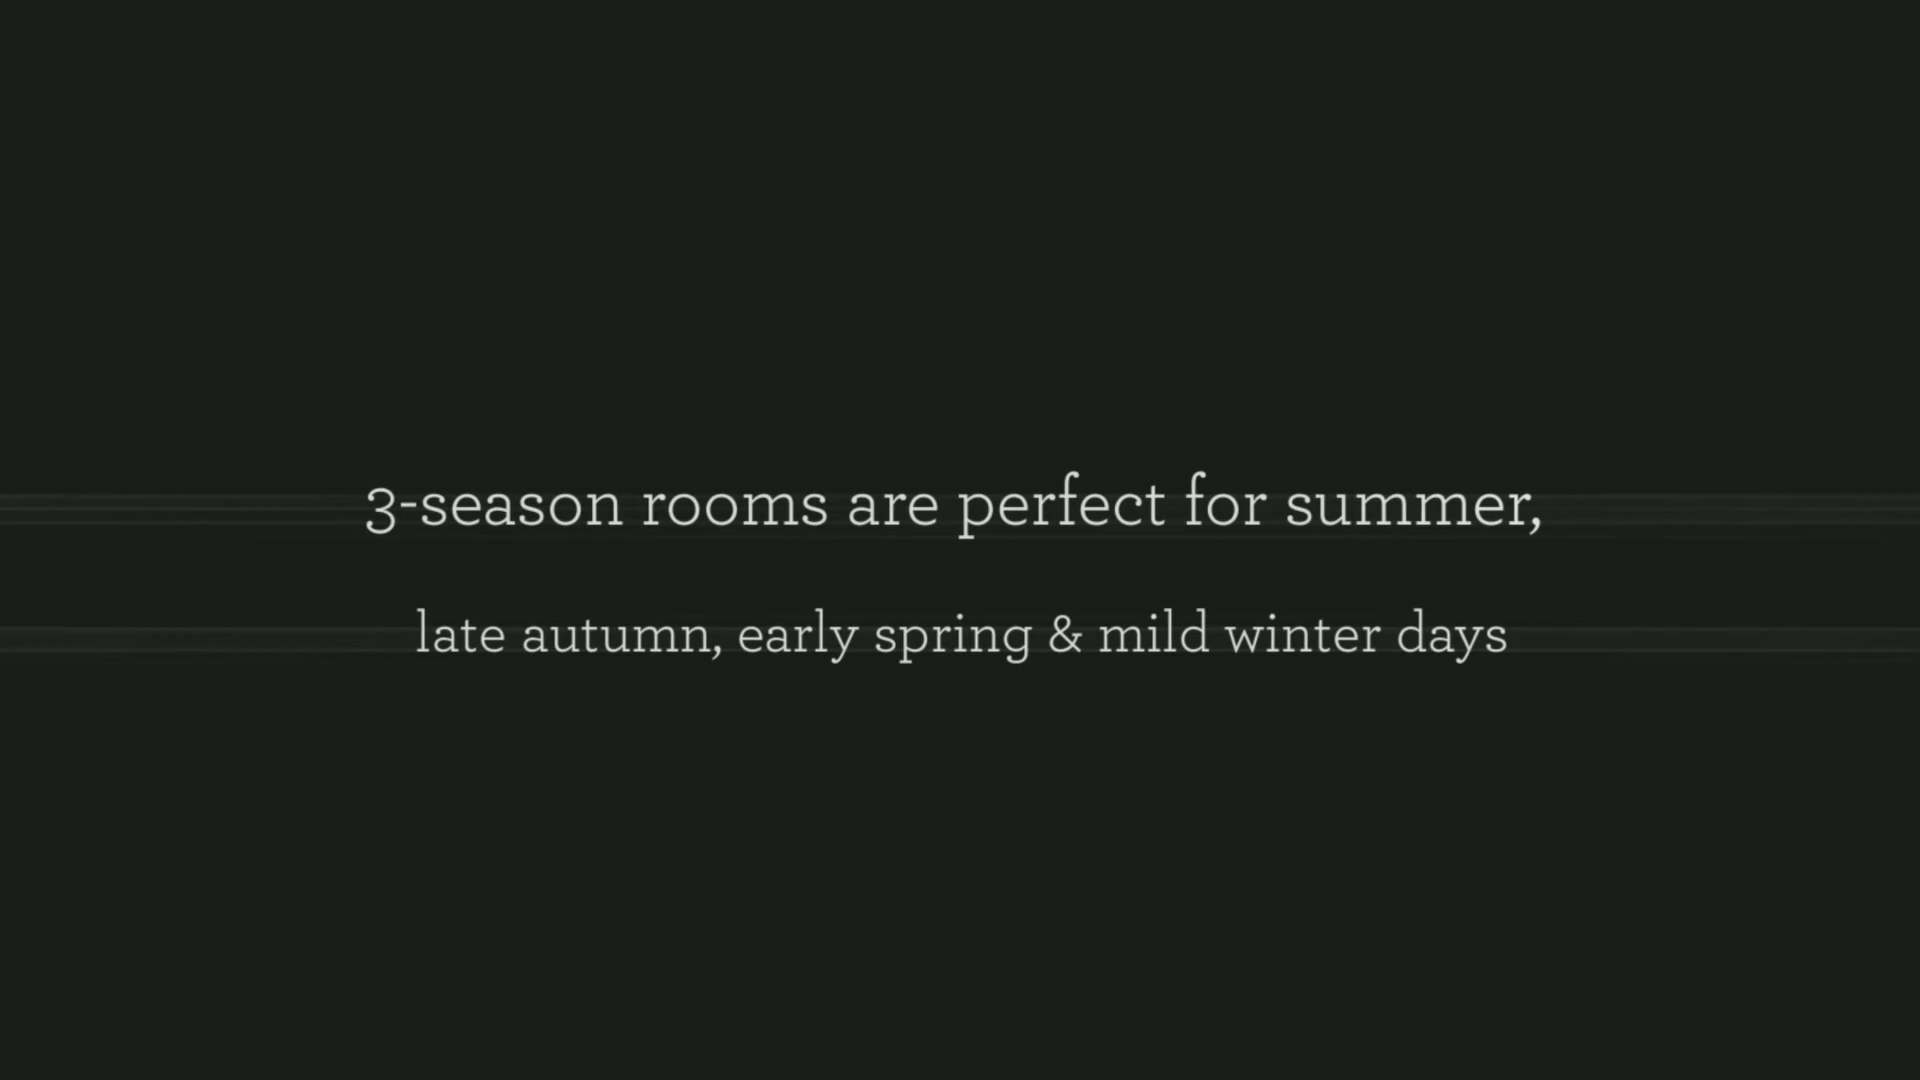 3-season rooms are perfect for summer,
late autumn, early spring & mild winter days